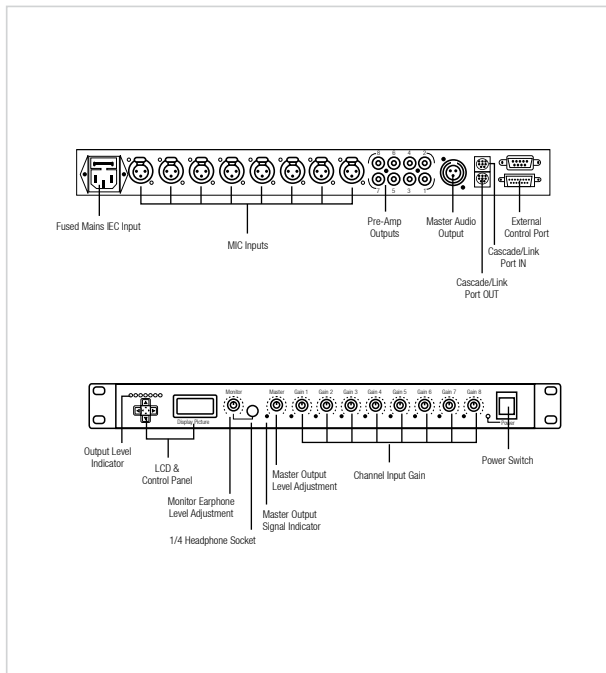 8 6 4 2
7 5 3 1
Fused Mains IEC Input
MIC Inputs
Pre-Amp
Outputs
Master Audio
Output
External
Control Port
Cascade/Link
Port IN
Cascade/Link
Port OUT
Monitor
Master
Gain 1
Gain 2
Gain 3
Gain 4
Gain 5
Gain 6
Gain 7
Gain 8
Display Picture
Power
Output Level
Indicator
LCD &
Control Panel
Monitor Earphone
Level Adjustment
1/4 Headphone Socket
Master Output
Level Adjustment
Master Output
Signal Indicator
Channel Input Gain
Power Switch